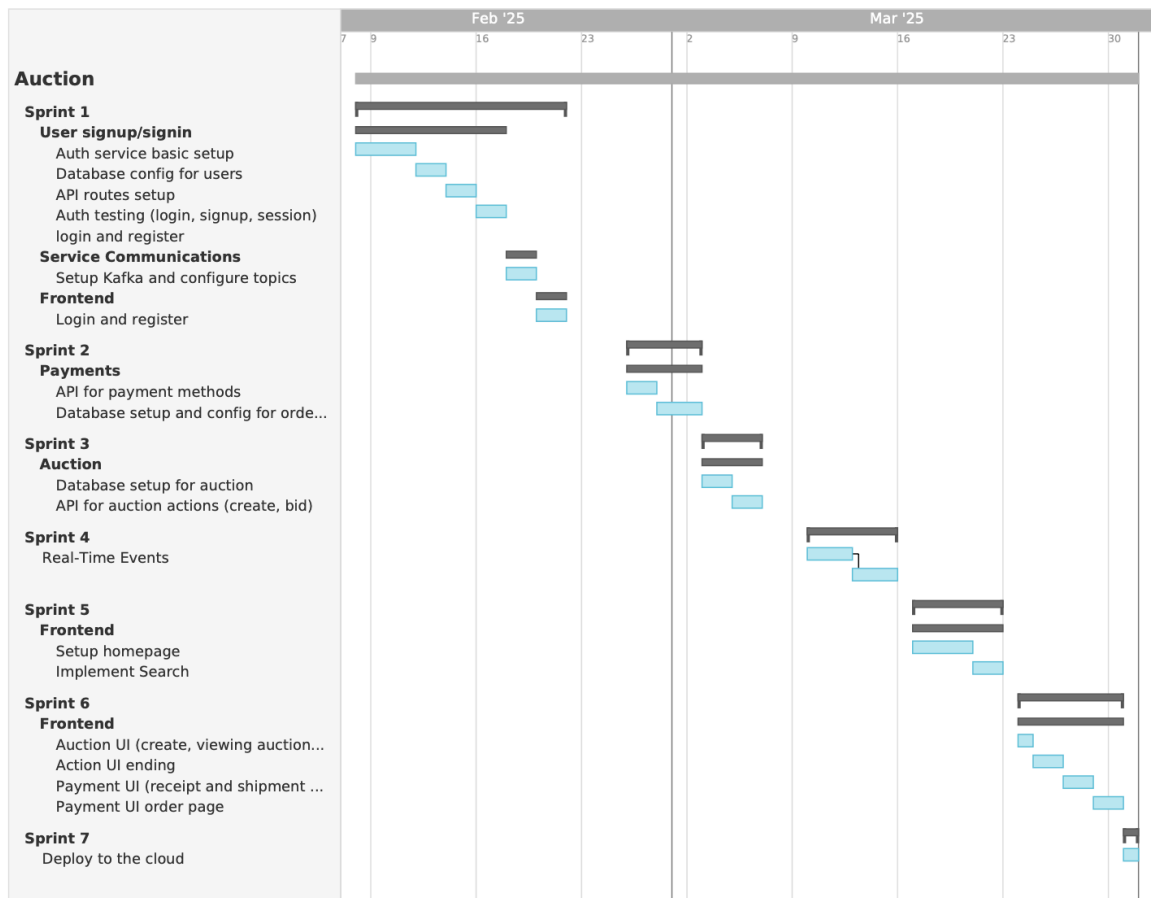 Feb '25 Mar '25
7 9 16 23 2 9 16 23 30
Auction
Sprint 1
User signup/signin
Auth service basic setup
Database config for users
API routes setup
Auth testing (login, signup, session)
login and register
Service Communications
Setup Kafka and configure topics
Frontend
Login and register
Sprint 2
Payments
API for payment methods
Database setup and config for orde...
Sprint 3
Auction
Database setup for auction
API for auction actions (create, bid)
Sprint 4
Real-Time Events
Sprint 5
Frontend
Setup homepage
Implement Search
Sprint 6
Frontend
Auction UI (create, viewing auction...
Action UI ending
Payment UI (receipt and shipment ...
Payment UI order page
Sprint 7
Deploy to the cloud